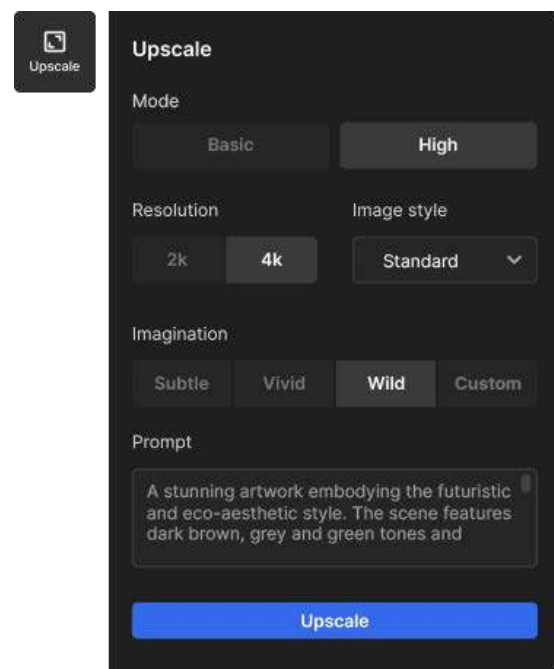 Upscale
Upscale
Mode
Basic High
Resolution Image style
2k 4k Standard
Imagination
Subtle Vivid Wild Custom
Prompt
A stunning artwork embodying the futuristic
and eco-aesthetic style. The scene features
dark brown, grey and green tones and
Upscale